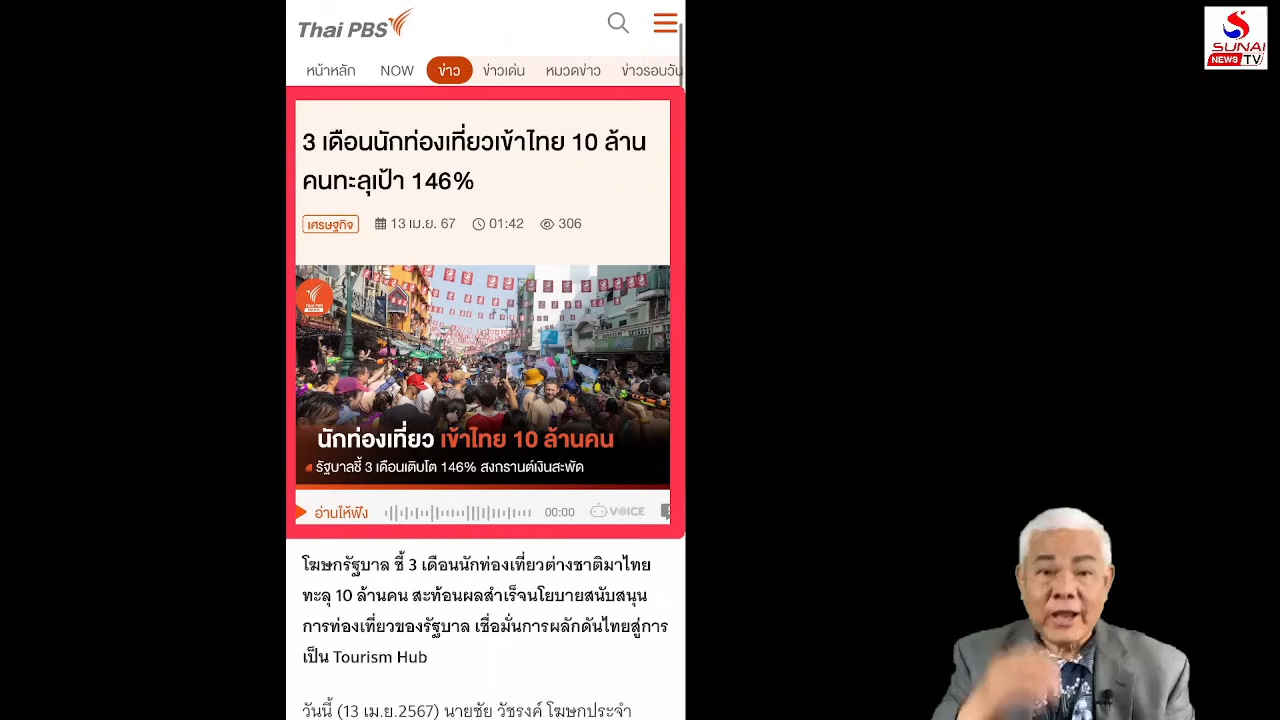 Thai PBS
SUNAI
NEWS TV
หน้าหลัก NOW ข่าว ข่าวเด่น หมวดข่าว ข่าวรอบวัน
3 เดือนนักท่องเที่ยวเข้าไทย 10 ล้าน
คนทะลุเป้า 146%
เศรษฐกิจ 13 เม.ย. 67 01:42 306
Thai PBS
NEWS
นักท่องเที่ยว เข้าไทย 10 ล้านคน
รัฐบาลชี้ 3 เดือนเติบโต 146% สงกรานต์เงินสะพัด
อ่านให้ฟัง 00:00 VOICE
โฆษกรัฐบาล ชี้ 3 เดือนนักท่องเที่ยวต่างชาติมาไทย
ทะลุ 10 ล้านคน สะท้อนผลสำเร็จนโยบายสนับสนุน
การท่องเที่ยวของรัฐบาล เชื่อมั่นการผลักดันไทยสู่การ
เป็น Tourism Hub
วันนี้ (13 เม.ย.2567) นายชัย วัชรงค์ โฆษกประจำ